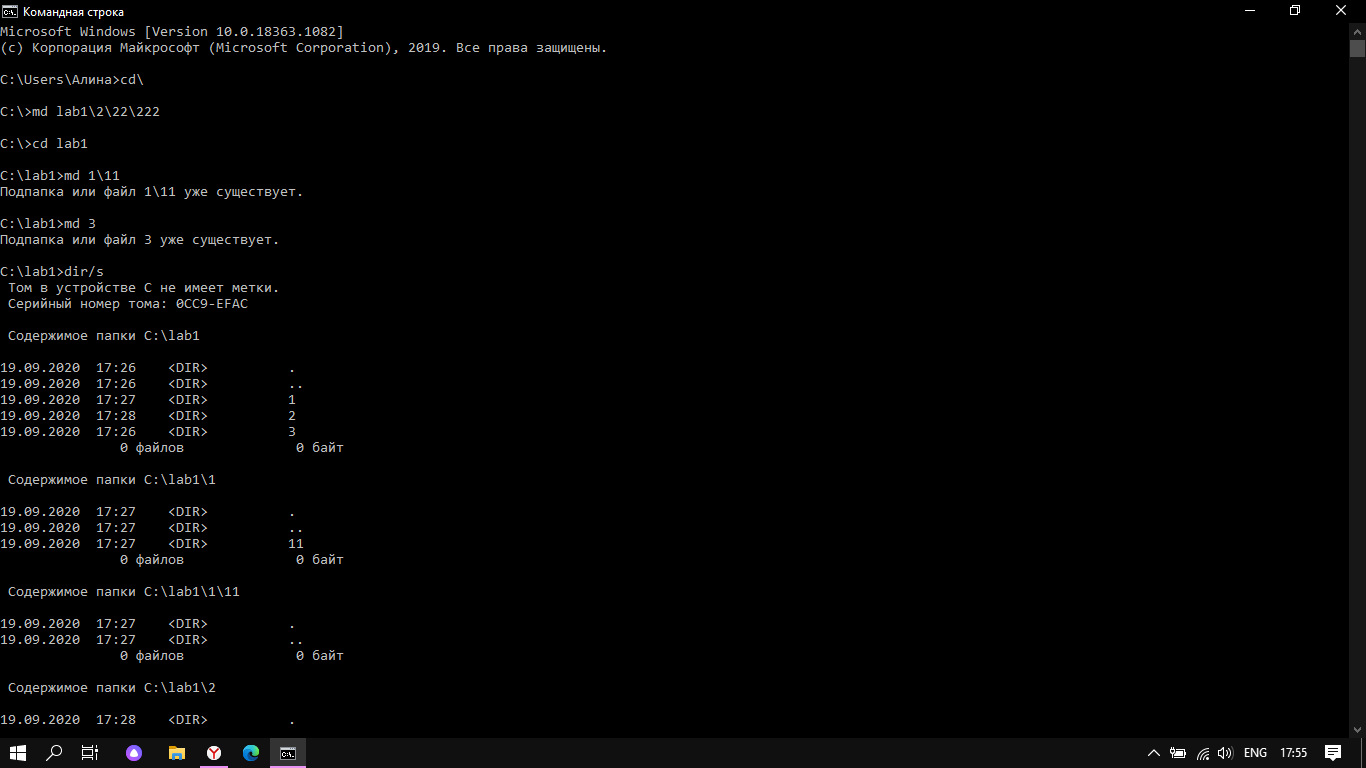 Командная строка
Microsoft Windows [Version 10.0.18363.1082]
(c) Корпорация Майкрософт (Microsoft Corporation), 2019. Все права защищены.
C:\Users\Алина>cd\
C:\>md lab1\2\22\222
C:\>cd lab1
C:\lab1>md 1\11
Подпапка или файл 1\11 уже существует.
C:\lab1>md 3
Подпапка или файл 3 уже существует.
C:\lab1>dir/s
Том в устройстве C не имеет метки.
Серийный номер тома: 0CC9-EFAC
Содержимое папки C:\lab1
19.09.2020  17:26    <DIR>          .
19.09.2020  17:26    <DIR>          ..
19.09.2020  17:27    <DIR>          1
19.09.2020  17:28    <DIR>          2
19.09.2020  17:26    <DIR>          3
0 файлов              0 байт
Содержимое папки C:\lab1\1
19.09.2020  17:27    <DIR>          .
19.09.2020  17:27    <DIR>          ..
19.09.2020  17:27    <DIR>          11
0 файлов              0 байт
Содержимое папки C:\lab1\1\11
19.09.2020  17:27    <DIR>          .
19.09.2020  17:27    <DIR>          ..
0 файлов              0 байт
Содержимое папки C:\lab1\2
19.09.2020  17:28    <DIR>          .
ENG 17:55